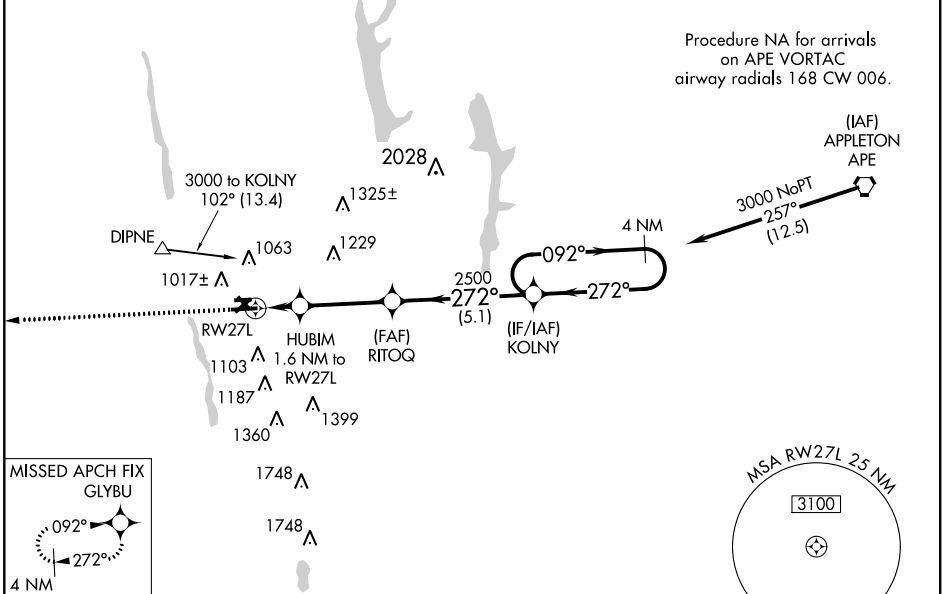 Procedure NA for arrivals
on APE VORTAC
airway radials 168 CW 006.
(IAF)
APPLETON
APE
2028
3000 to KOLNY
102° (13.4)
1325±
3000 NoPT
257°
(12.5)
4 NM
DIPNE
1063
1229
092°
1017±
2500
272°
(5.1)
272°
RW27L
HUBIM
1.6 NM to
RW27L
(FAF)
RITOQ
(IF/IAF)
KOLNY
1103
1187
1399
1360
1748
1748
MISSED APCH FIX
GLYBU
092°
272°
4 NM
MSA RW27L 25 NM
3100